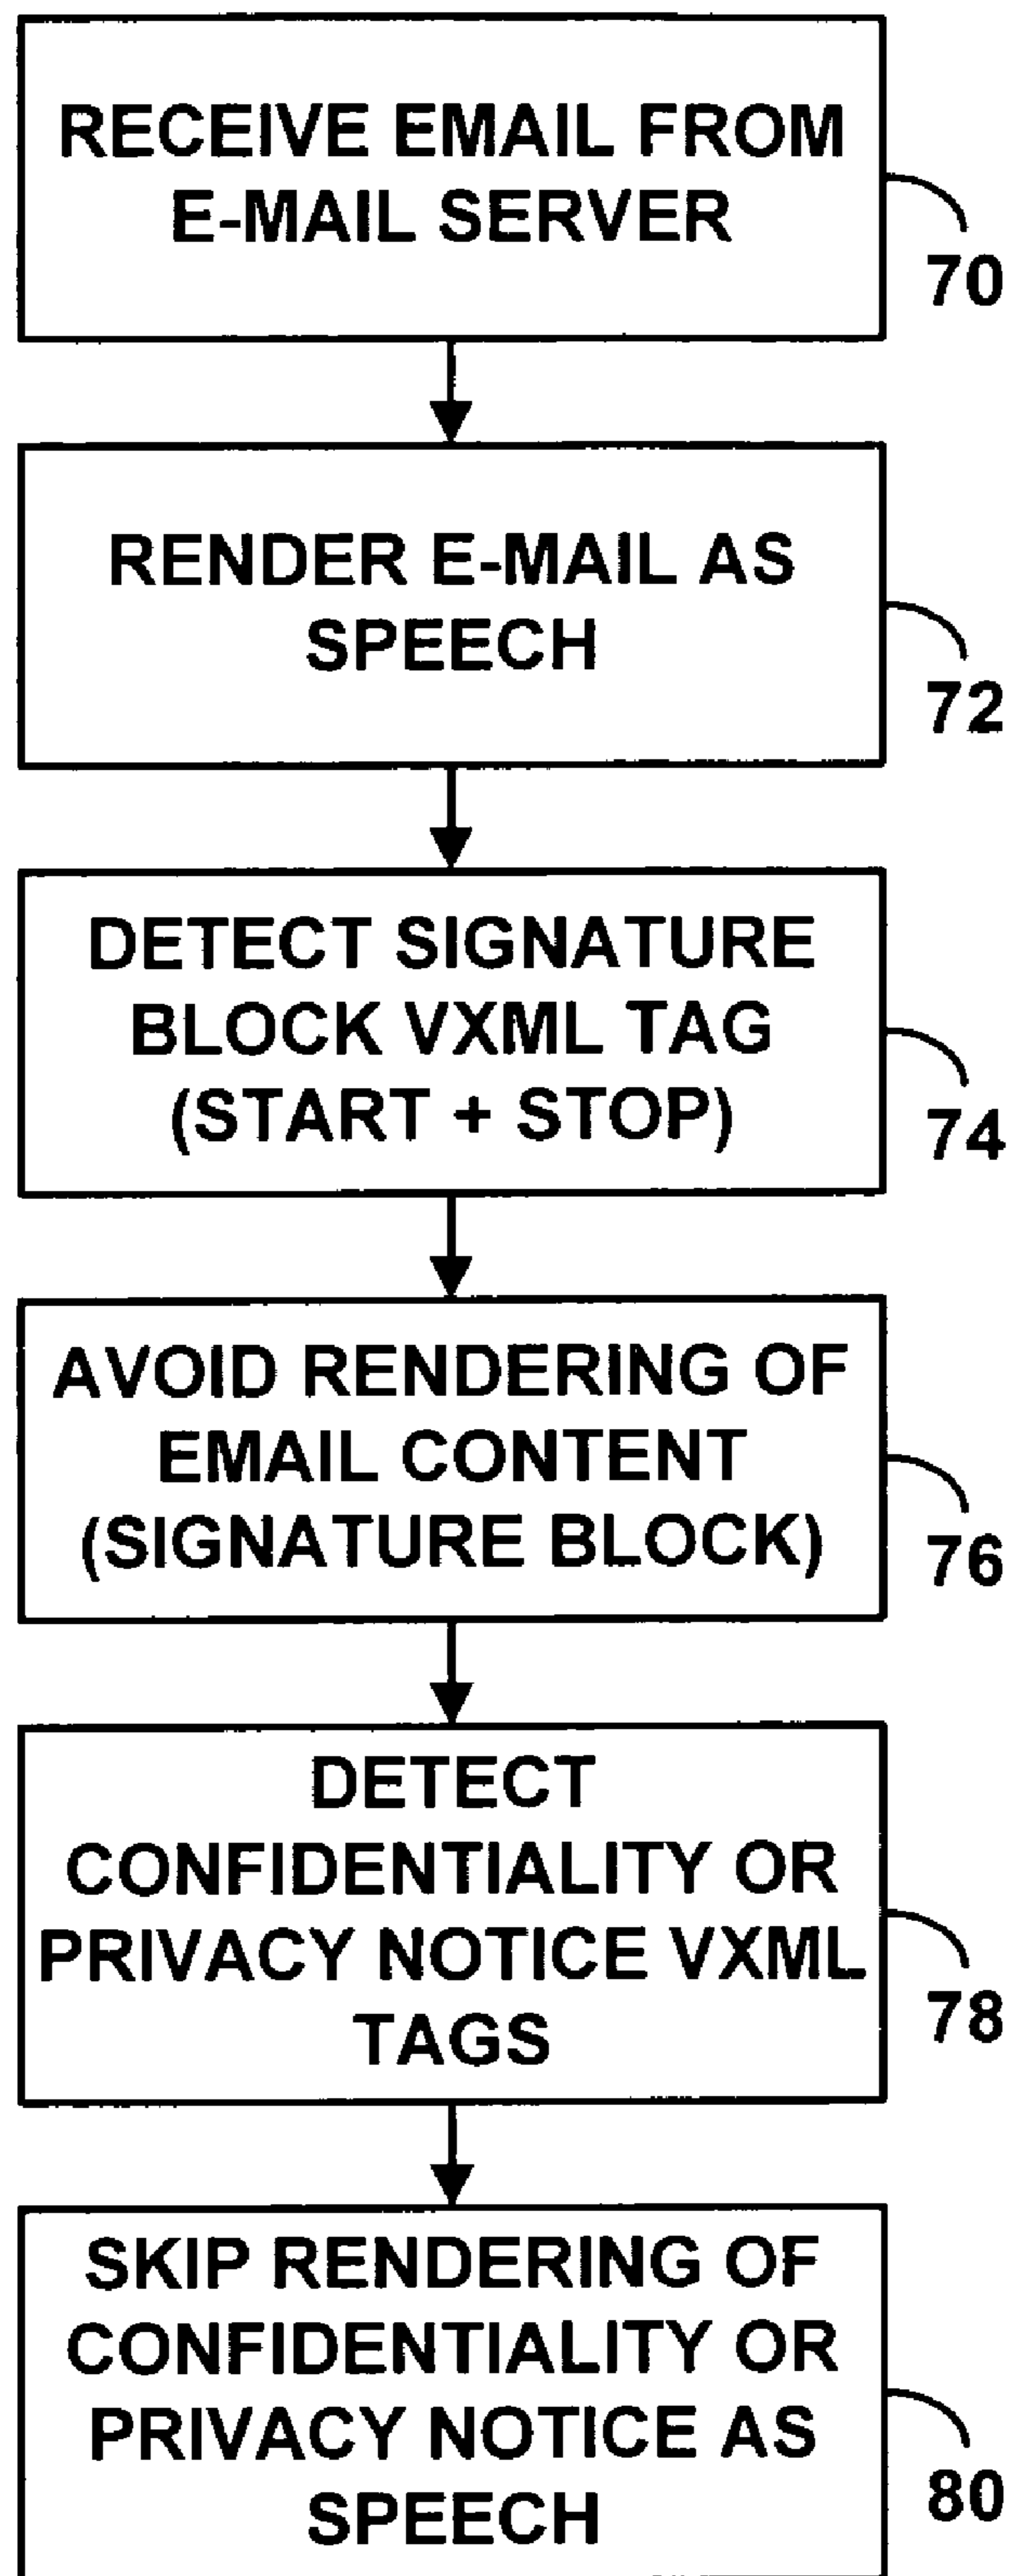 RECEIVE EMAIL FROM
E-MAIL SERVER
70
RENDER E-MAIL AS
SPEECH
72
DETECT SIGNATURE
BLOCK VXML TAG
(START + STOP)
74
AVOID RENDERING OF
EMAIL CONTENT
(SIGNATURE BLOCK)
76
DETECT
CONFIDENTIALITY OR
PRIVACY NOTICE VXML
TAGS
78
SKIP RENDERING OF
CONFIDENTIALITY OR
PRIVACY NOTICE AS
SPEECH
80